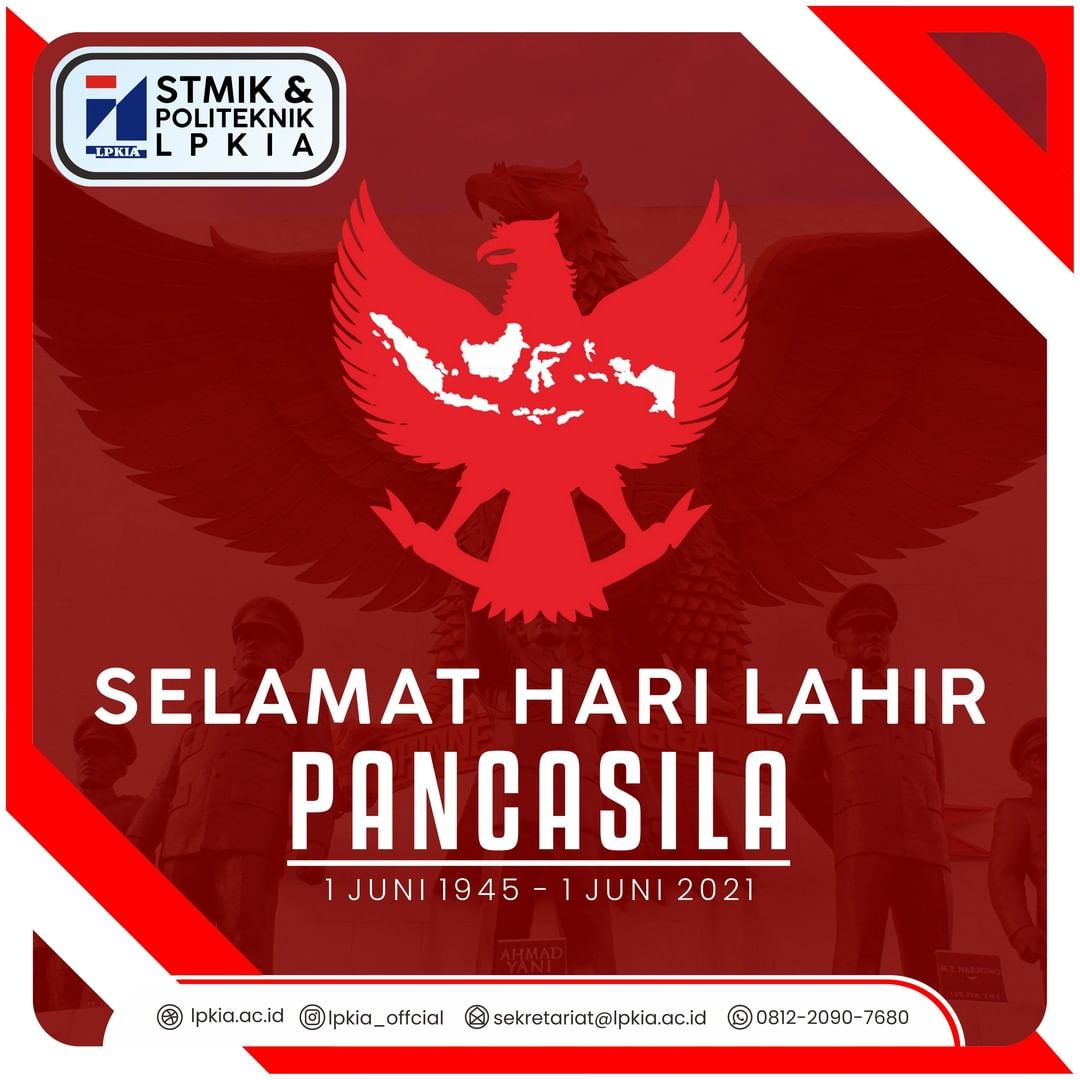 STMIK &
POLITEKNIK
LPKIA
LPKIA
SELAMAT HARI LAHIR
PANCASILA
1 JUNI 1945 - 1 JUNI 2021
AHMAD
YANI
M.T. HARJONO
lpkia.ac.id lpkia_offcial sekretariat@lpkia.ac.id 0812-2090-7680